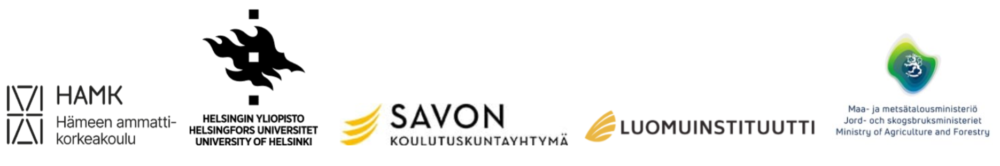 HAMK
Hämeen ammatti-
korkeakoulu
HELSINGIN YLIOPISTO
HELSINGFORS UNIVERSITET
UNIVERSITY OF HELSINKI
SAVON
KOULUTUSKUNTAYHTYMÄ
LUOMUINSTITUUTTI
Maa- ja metsätalousministeriö
Jord- och skogsbruksministeriet
Ministry of Agriculture and Forestry